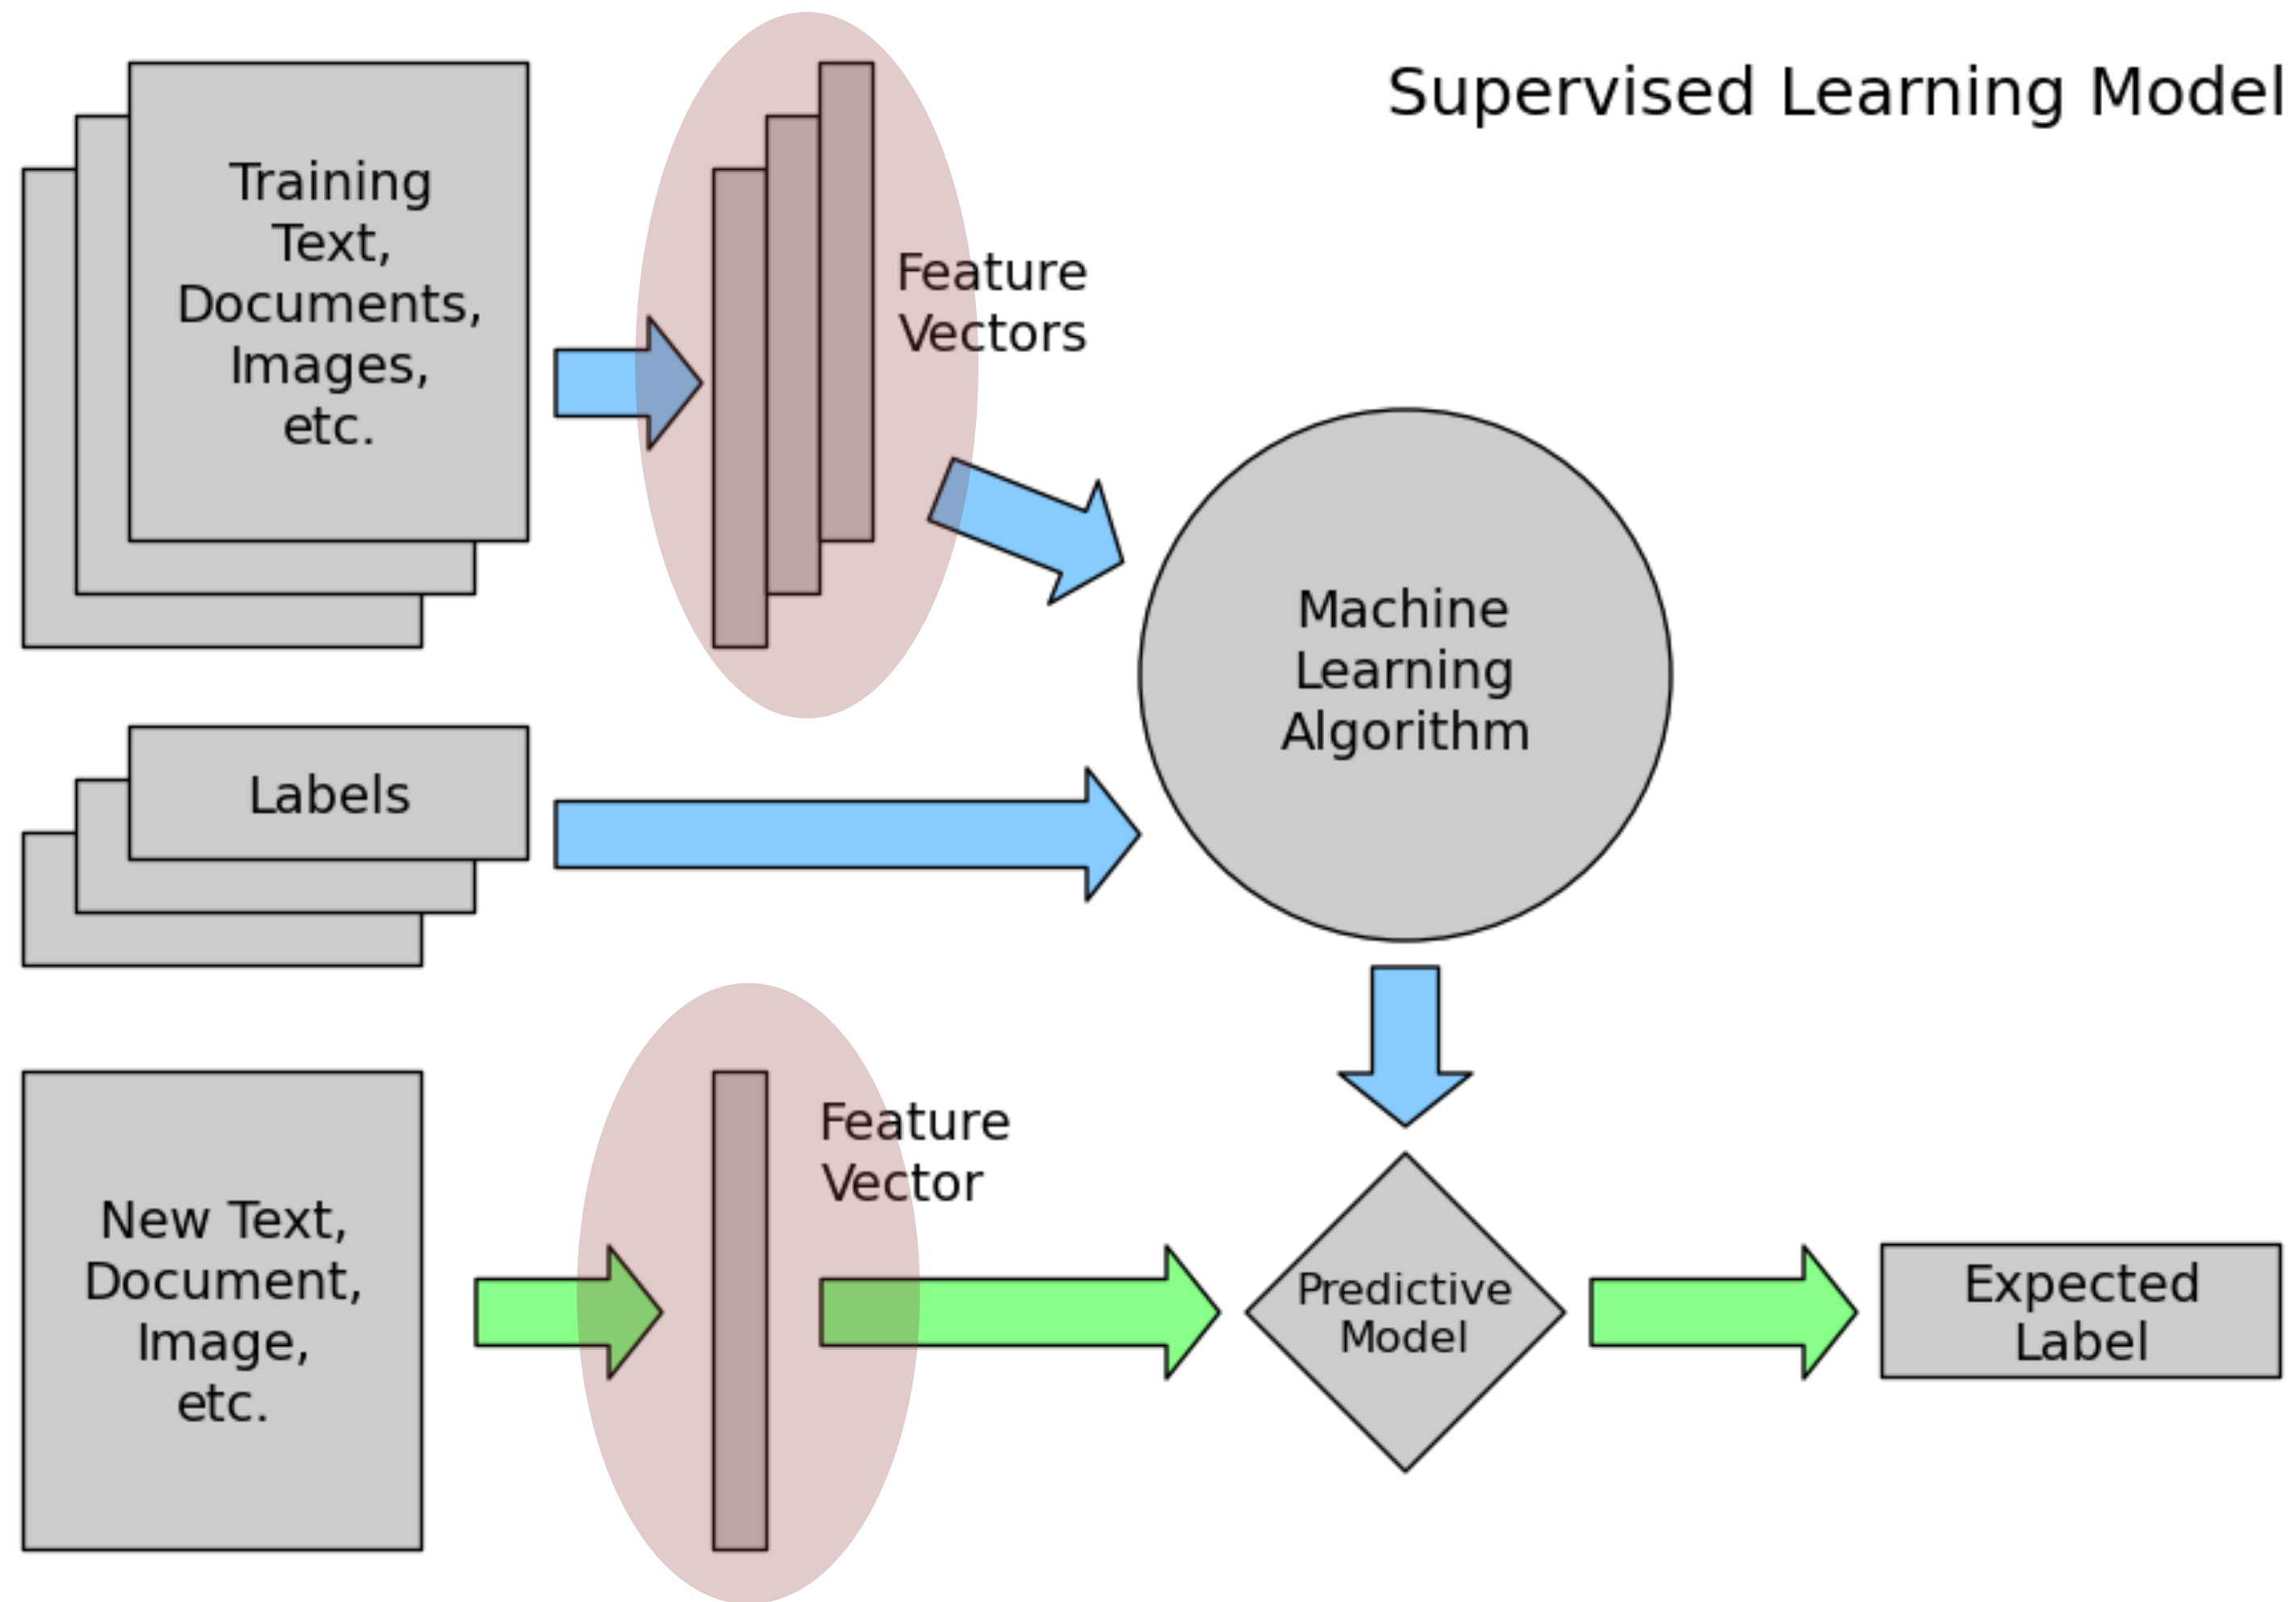 Supervised Learning Model
Training
Text,
Documents,
Images,
etc.
Feature
Vectors
Machine
Learning
Algorithm
Labels
New Text,
Document,
Image,
etc.
Feature
Vector
Predictive
Model
Expected
Label